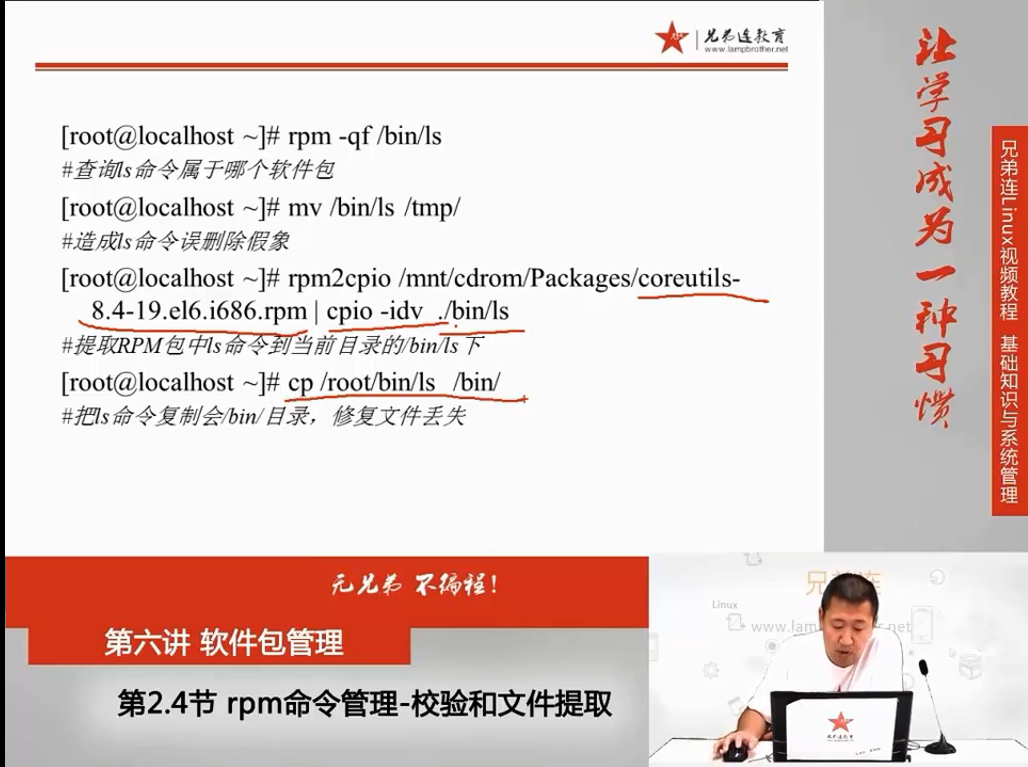 兄弟连教育
www.lampbrother.net
[root@localhost ~]# rpm -qf /bin/ls
#查询ls命令属于哪个软件包
[root@localhost ~]# mv /bin/ls /tmp/
#造成ls命令误删除假象
[root@localhost ~]# rpm2cpio /mnt/cdrom/Packages/coreutils-
8.4-19.el6.i686.rpm | cpio -idv ./bin/ls
#提取RPM包中ls命令到当前目录的/bin/ls下
[root@localhost ~]# cp /root/bin/ls /bin/
#把ls命令复制会/bin/目录，修复文件丢失
让学习成为一种习惯
兄弟连Linux视频教程 基础知识与系统管理
无兄弟 不编程！
第六讲 软件包管理
第2.4节 rpm命令管理-校验和文件提取
兄弟连
Linux